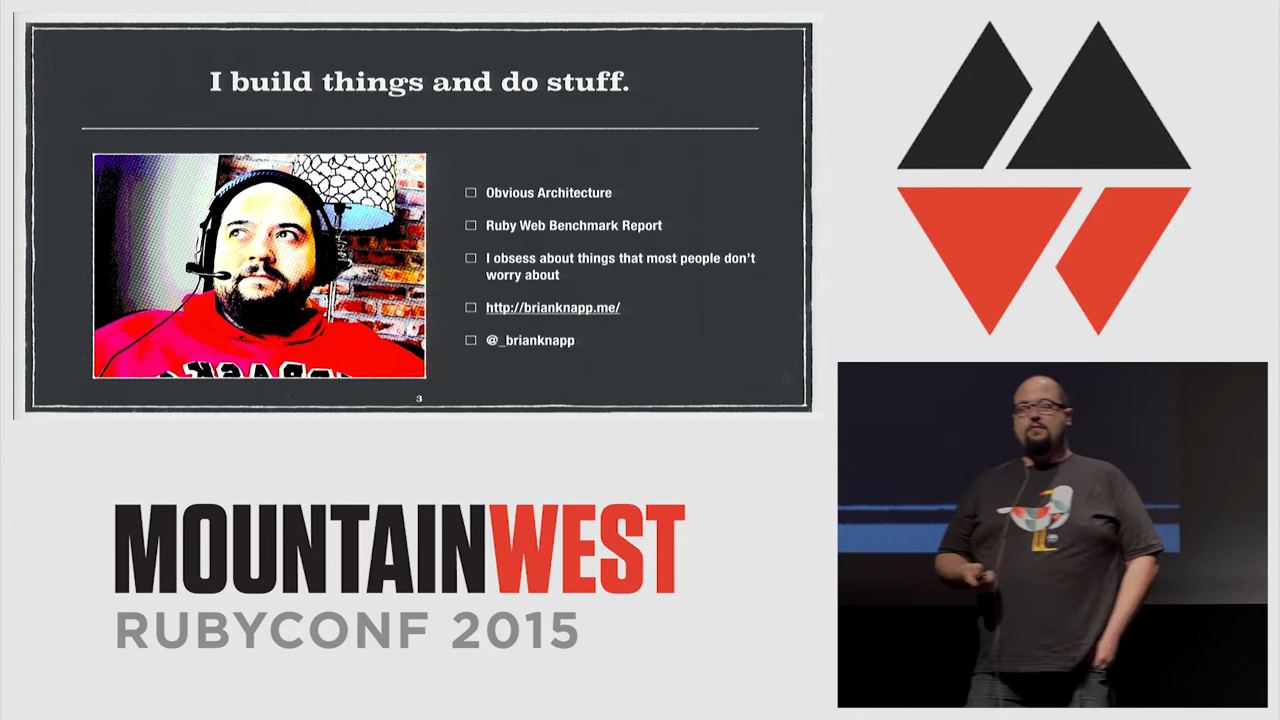 I build things and do stuff.
Obvious Architecture
Ruby Web Benchmark Report
I obsess about things that most people don't
worry about
http://brianknapp.me/
@_brianknapp
3
MOUNTAINWEST
RUBYCONF 2015